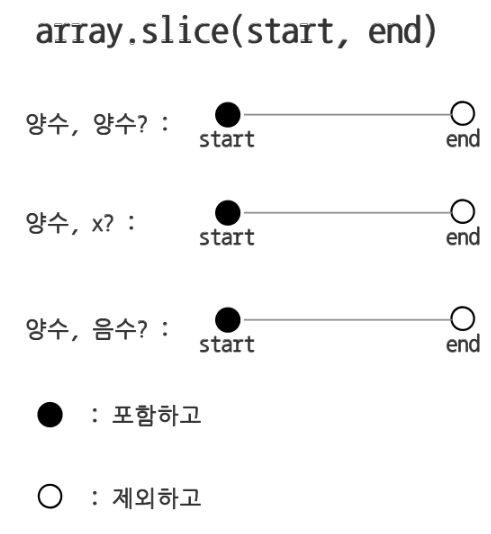 array.slice(start, end)
양수, 양수? :
start end
양수, x? :
start end
양수, 음수? :
start end
: 포함하고
: 제외하고